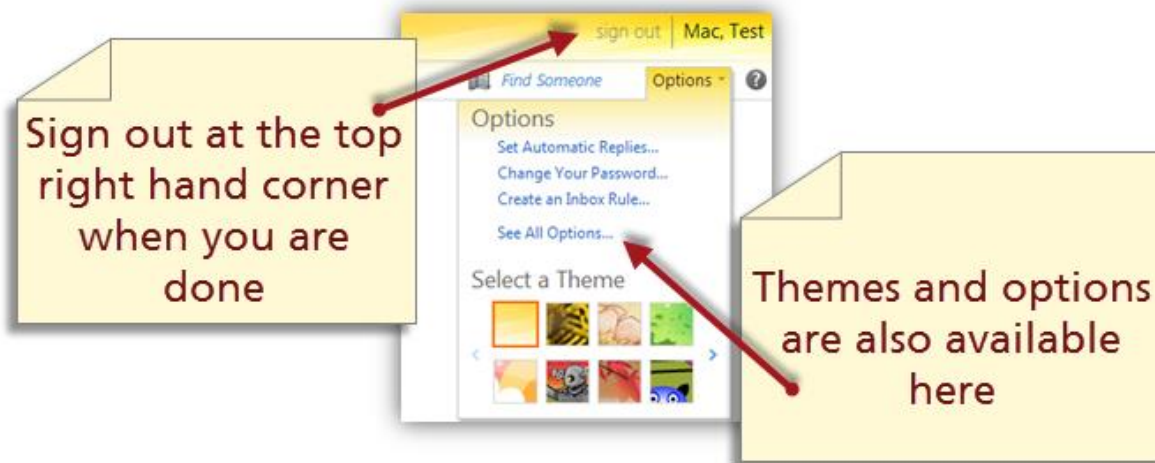 sign out Mac, Test
Find Someone Options
Options
Set Automatic Replies...
Change Your Password...
Create an Inbox Rule...
See All Options...
Select a Theme
Sign out at the top
right hand corner
when you are
done
Themes and options
are also available
here